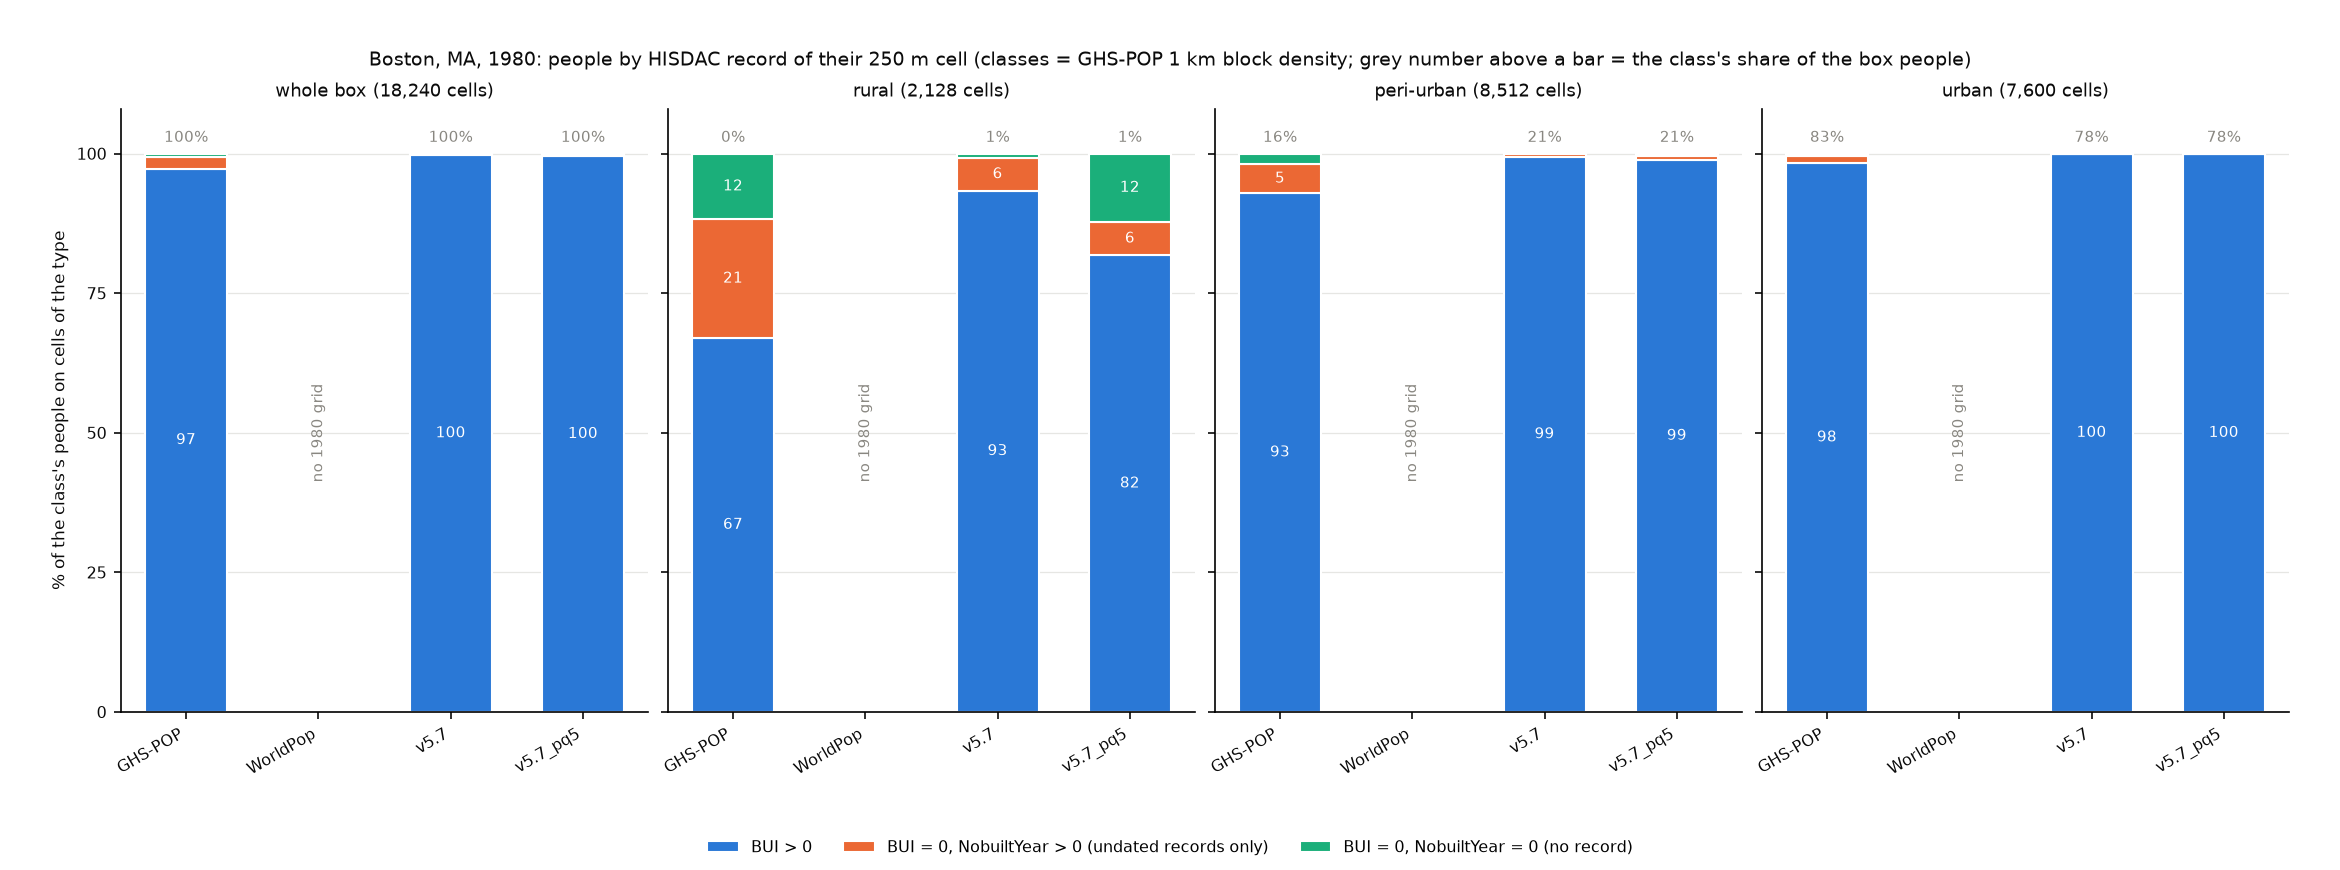 Boston, MA, 1980: people by HISDAC record of their 250 m cell (classes = GHS-POP 1 km block density; grey number above a bar = the class's share of the box people)
whole box (18,240 cells)
rural (2,128 cells)
peri-urban (8,512 cells)
urban (7,600 cells)
% of the class's people on cells of the type
100
75
50
25
0
100%
100%
100%
97
no 1980 grid
100
100
GHS-POP
WorldPop
v5.7
v5.7_pq5
0%
1%
1%
12
21
67
no 1980 grid
6
93
12
6
82
GHS-POP
WorldPop
v5.7
v5.7_pq5
16%
21%
21%
5
93
no 1980 grid
99
99
GHS-POP
WorldPop
v5.7
v5.7_pq5
83%
78%
78%
98
no 1980 grid
100
100
GHS-POP
WorldPop
v5.7
v5.7_pq5
BUI > 0
BUI = 0, NobuiltYear > 0 (undated records only)
BUI = 0, NobuiltYear = 0 (no record)